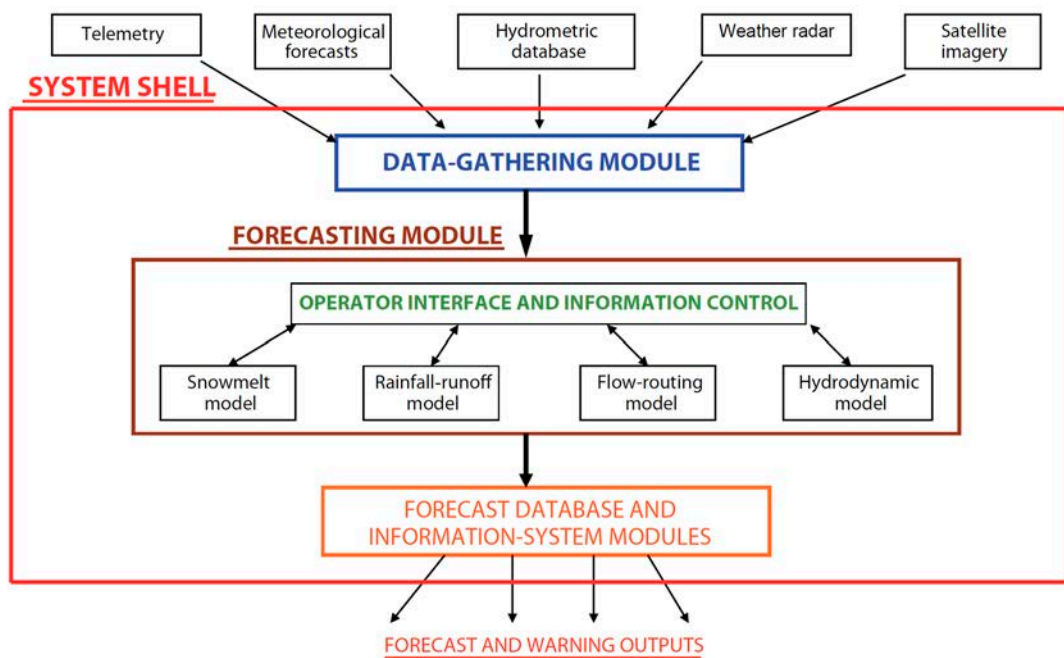 Telemetry
Meteorological
forecasts
Hydrometric
database
Weather radar
Satellite
imagery
SYSTEM SHELL
DATA-GATHERING MODULE
FORECASTING MODULE
OPERATOR INTERFACE AND INFORMATION CONTROL
Snowmelt
model
Rainfall-runoff
model
Flow-routing
model
Hydrodynamic
model
FORECAST DATABASE AND
INFORMATION-SYSTEM MODULES
FORECAST AND WARNING OUTPUTS